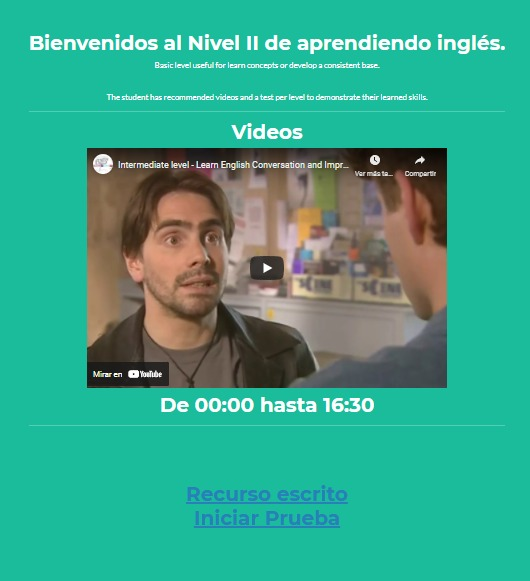 Bienvenidos al Nivel II de aprendiendo inglés.
Basic level useful for learn concepts or develop a consistent base.
The student has recommended videos and a test per level to demonstrate their learned skills.
Videos
Intermediate level - Learn English Conversation and Impr...
Ver más ta...
Compartir
Mirar en YouTube
De 00:00 hasta 16:30
Recurso escrito
Iniciar Prueba